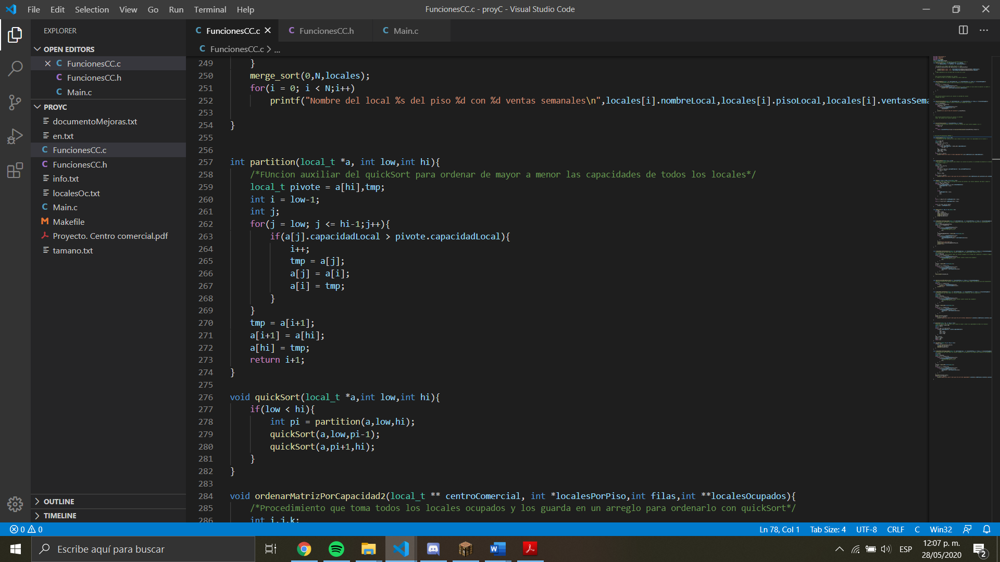 File Edit Selection View Go Run Terminal Help
FuncionesCC.c - proyC - Visual Studio Code
EXPLORER
OPEN EDITORS
C FuncionesCC.c
C FuncionesCC.h
C Main.c
PROYC
documentoMejoras.txt
en.txt
C FuncionesCC.c
C FuncionesCC.h
info.txt
localesOc.txt
C Main.c
M Makefile
Proyecto. Centro comercial.pdf
tamano.txt
OUTLINE
TIMELINE
C FuncionesCC.c
C FuncionesCC.h
C Main.c
C FuncionesCC.c > ...
249 }
250 merge_sort(0,N,locales);
251 for(i = 0; i < N;i++)
252 printf("Nombre del local %s del piso %d con %d ventas semanales\n",locales[i].nombreLocal,locales[i].pisoLocal,locales[i].ventasSema
253
254 }
255
256
257 int partition(local_t *a, int low,int hi){
258 /*FUncion auxiliar del quickSort para ordenar de mayor a menor las capacidades de todos los locales*/
259 local_t pivote = a[hi],tmp;
260 int i = low-1;
261 int j;
262 for(j = low; j <= hi-1;j++){
263 if(a[j].capacidadLocal > pivote.capacidadLocal){
264 i++;
265 tmp = a[j];
266 a[j] = a[i];
267 a[i] = tmp;
268 }
269 }
270 tmp = a[i+1];
271 a[i+1] = a[hi];
272 a[hi] = tmp;
273 return i+1;
274 }
275
276 void quickSort(local_t *a,int low,int hi){
277 if(low < hi){
278 int pi = partition(a,low,hi);
279 quickSort(a,low,pi-1);
280 quickSort(a,pi+1,hi);
281 }
282 }
283
284 void ordenarMatrizPorCapacidad2(local_t ** centroComercial, int *localesPorPiso,int filas,int **localesOcupados){
285 /*Procedimiento que toma todos los locales ocupados y los guarda en un arreglo para ordenarlo con quickSort*/
286 int i,j,k;
0 0
Ln 78, Col 1 Tab Size: 4 UTF-8 CRLF C Win32
Escribe aquí para buscar
ESP
12:07 p. m.
28/05/2020
2